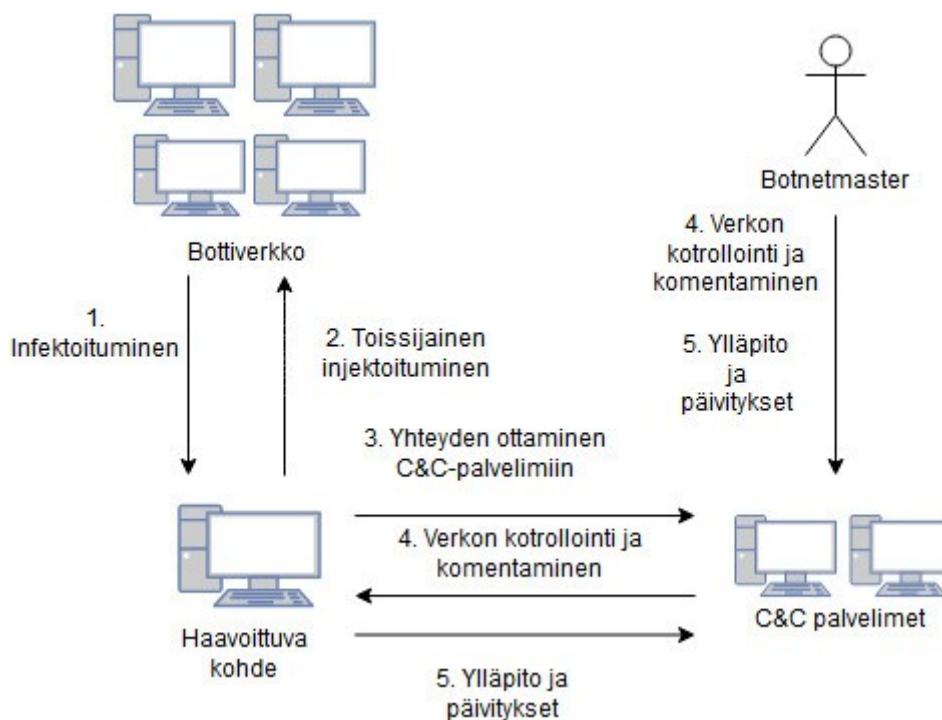 Botnetmaster
Bottiverkko
4. Verkon
kotrollointi ja
komentaminen
1.
Infektoituminen
2. Toissijainen
injektoituminen
5. Ylläpito
ja
päivitykset
3. Yhteyden ottaminen
C&C-palvelimiin
4. Verkon kotrollointi ja
komentaminen
Haavoittuva
kohde
C&C palvelimet
5. Ylläpito ja
päivitykset